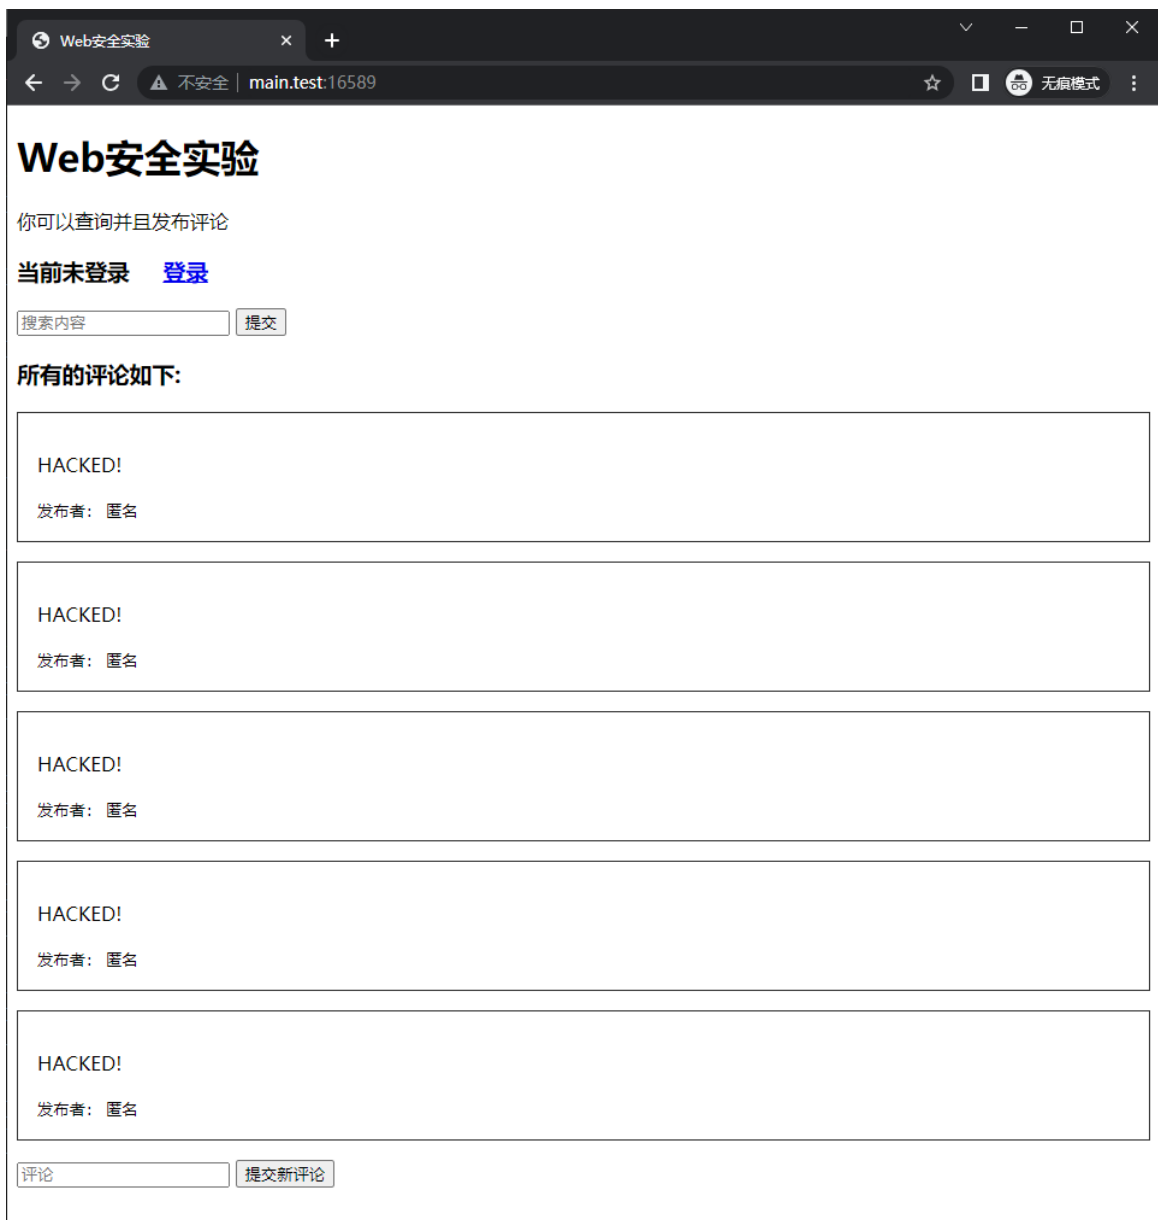 Web安全实验
不安全 main.test:16589 无痕模式
Web安全实验
你可以查询并且发布评论
当前未登录 登录
搜索内容 提交
所有的评论如下:
HACKED!
发布者: 匿名
HACKED!
发布者: 匿名
HACKED!
发布者: 匿名
HACKED!
发布者: 匿名
HACKED!
发布者: 匿名
评论 提交新评论